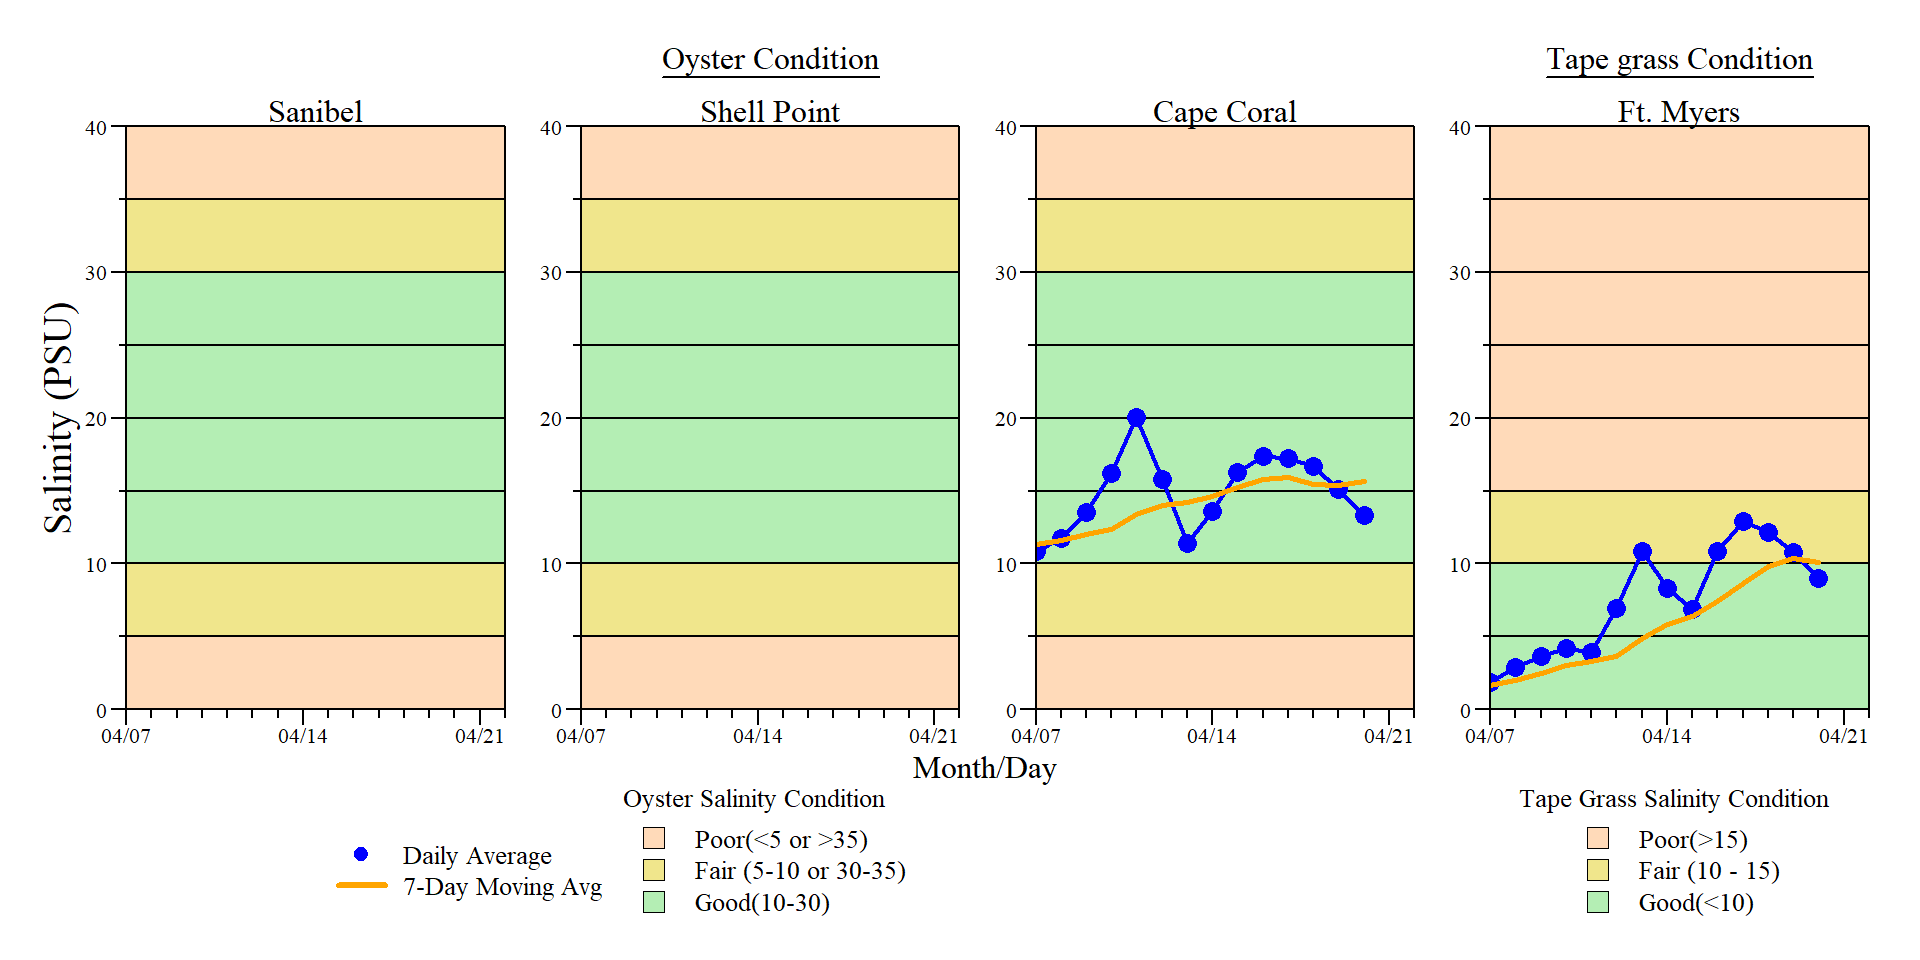 Oyster Condition
Tape grass Condition
Sanibel
Shell Point
Cape Coral
Ft. Myers
Salinity (PSU)
40
30
20
10
0
04/07
04/14
04/21
40
30
20
10
0
04/07
04/14
04/21
40
30
20
10
0
04/07
04/14
04/21
40
30
20
10
0
04/07
04/14
04/21
Month/Day
Daily Average
7-Day Moving Avg
Oyster Salinity Condition
Poor(<5 or >35)
Fair (5-10 or 30-35)
Good(10-30)
Tape Grass Salinity Condition
Poor(>15)
Fair (10 - 15)
Good(<10)